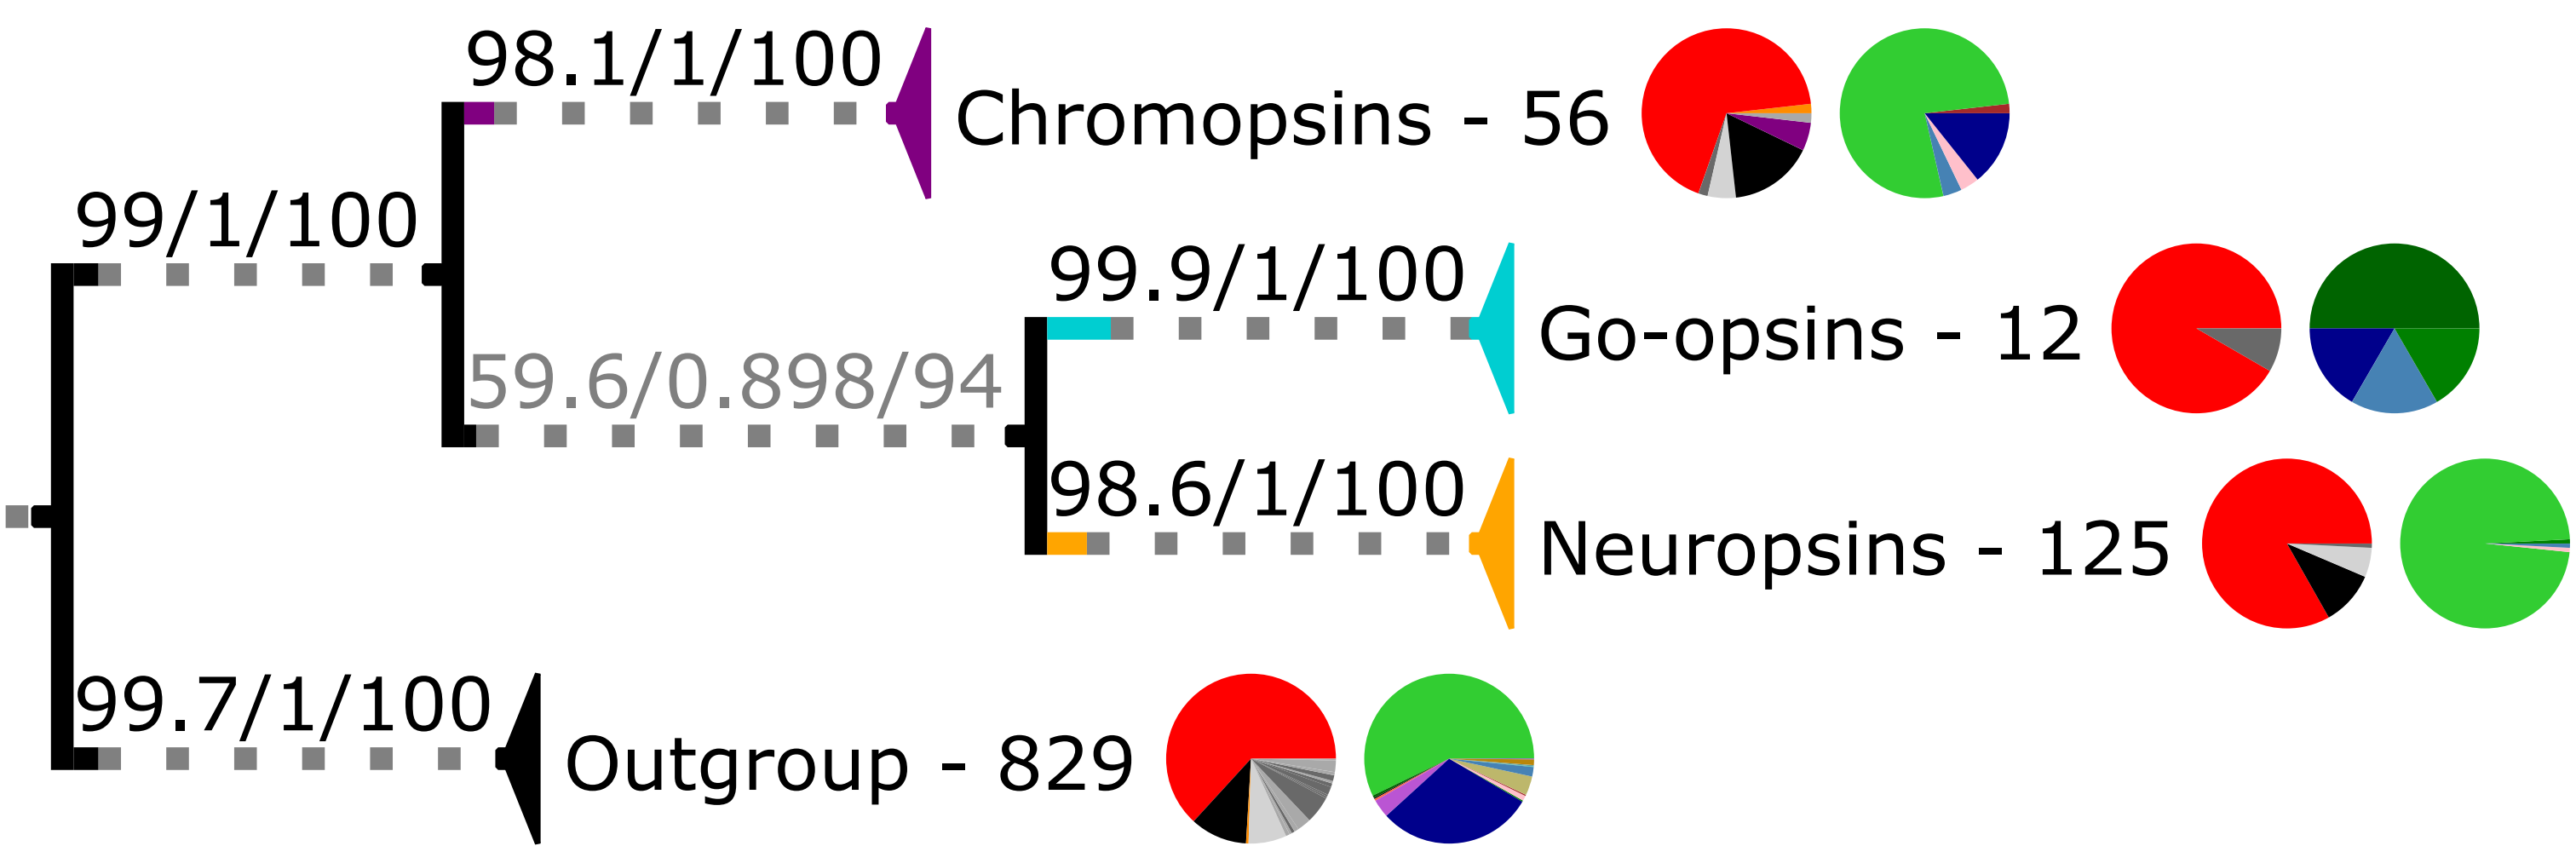 98.1/1/100
Chromopsins - 56
99/1/100
99.9/1/100
Go-opsins - 12
59.6/0.898/94
98.6/1/100
Neuropsins - 125
99.7/1/100
Outgroup - 829